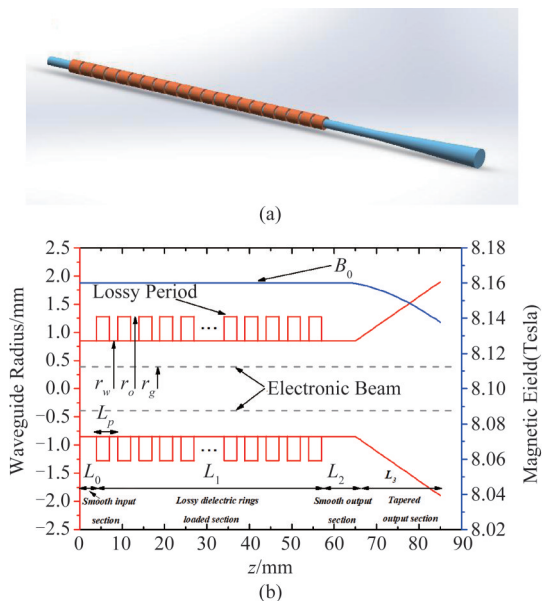 (a)
2.5
2.0
1.5
1.0
0.5
0.0
−0.5
−1.0
−1.5
−2.0
−2.5
Waveguide Radius/mm
8.18
8.16
8.14
8.12
8.10
8.08
8.06
8.04
8.02
Magnetic Eield(Tesla)
B0
Lossy Period
...
rw ro rg
Electronic Beam
Lp
...
L0 L1 L2 L3
Smooth input section
Lossy dielectric rings loaded section
Smooth output section
Tapered output section
0 10 20 30 40 50 60 70 80 90
z/mm
(b)